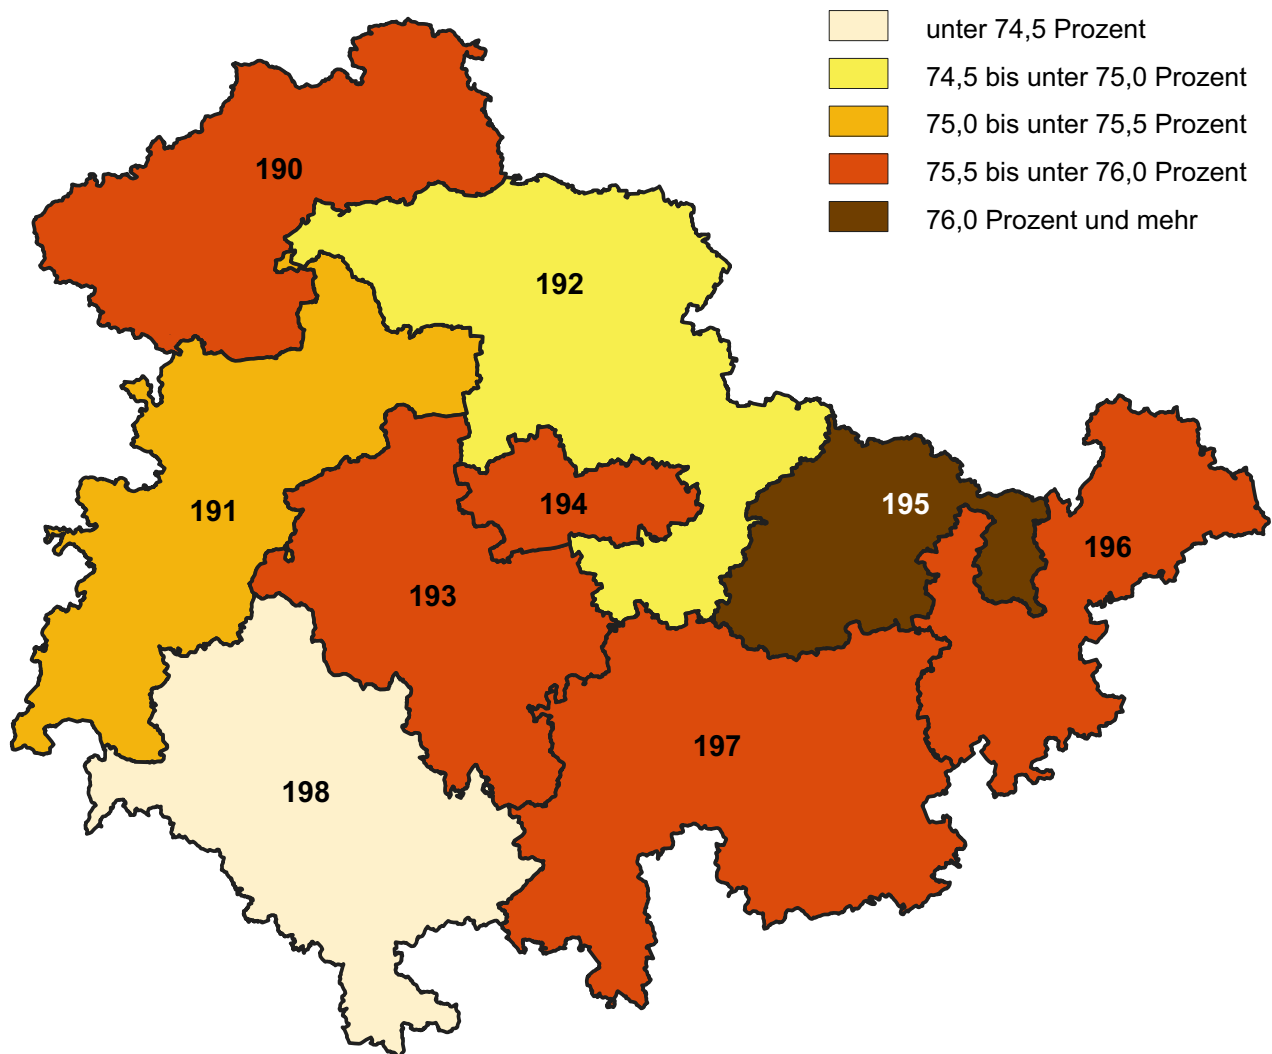 unter 74,5 Prozent
74,5 bis unter 75,0 Prozent
75,0 bis unter 75,5 Prozent
75,5 bis unter 76,0 Prozent
76,0 Prozent und mehr
190
192
191
194
195
196
193
197
198